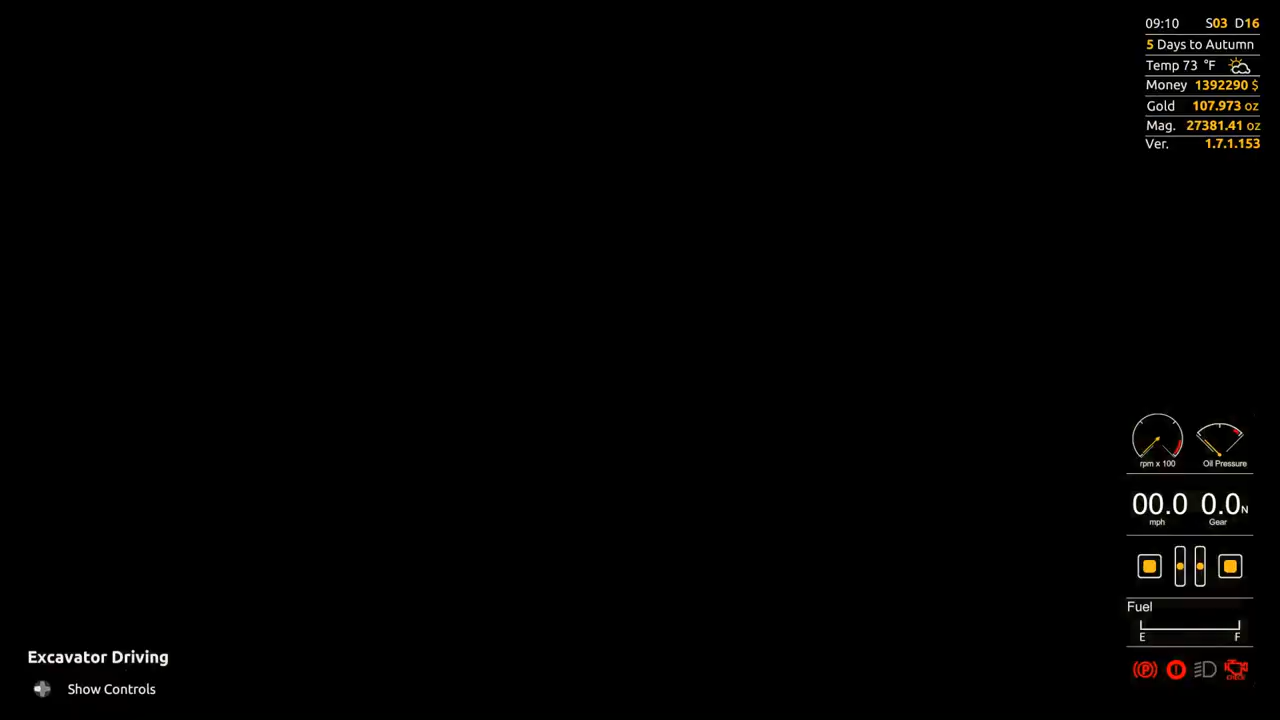 09:10 S03 D16
5 Days to Autumn
Temp 73 °F
Money 1392290 $
Gold 107.973 oz
Mag. 27381.41 oz
Ver. 1.7.1.153
rpm x 100 Oil Pressure
00.0 0.0N
mph Gear
Fuel
E F
Excavator Driving
Show Controls
(P) CHECK